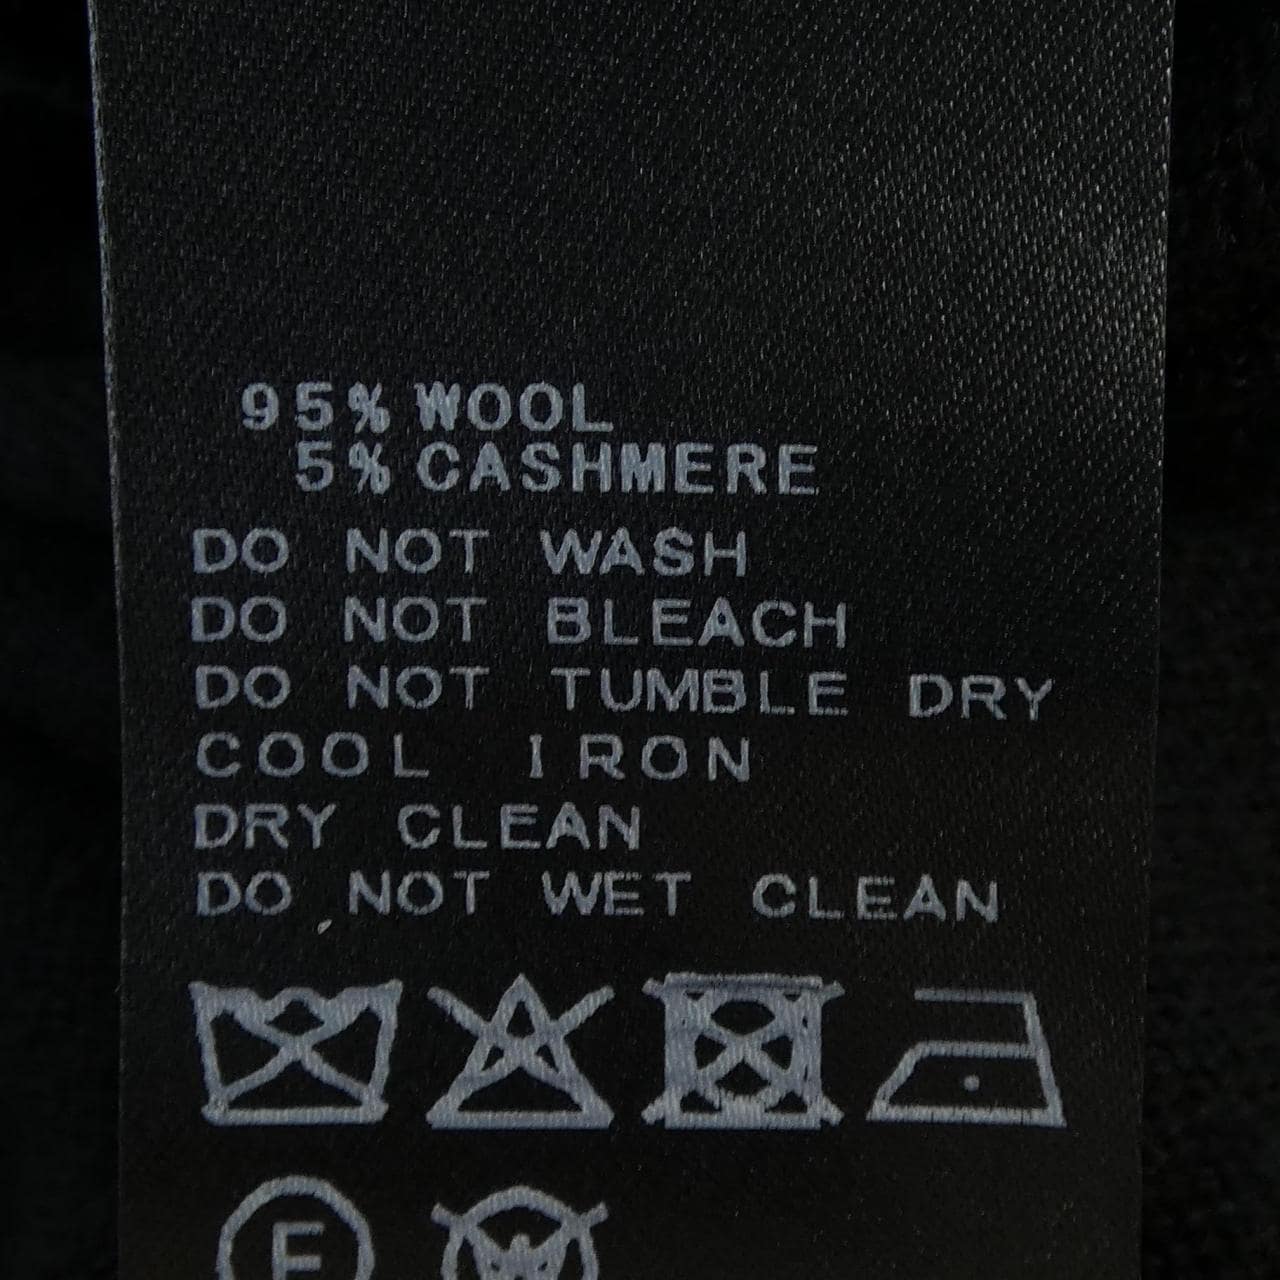 95% WOOL
5% CASHMERE
DO NOT WASH
DO NOT BLEACH
DO NOT TUMBLE DRY
COOL IRON
DRY CLEAN
DO NOT WET CLEAN
F W